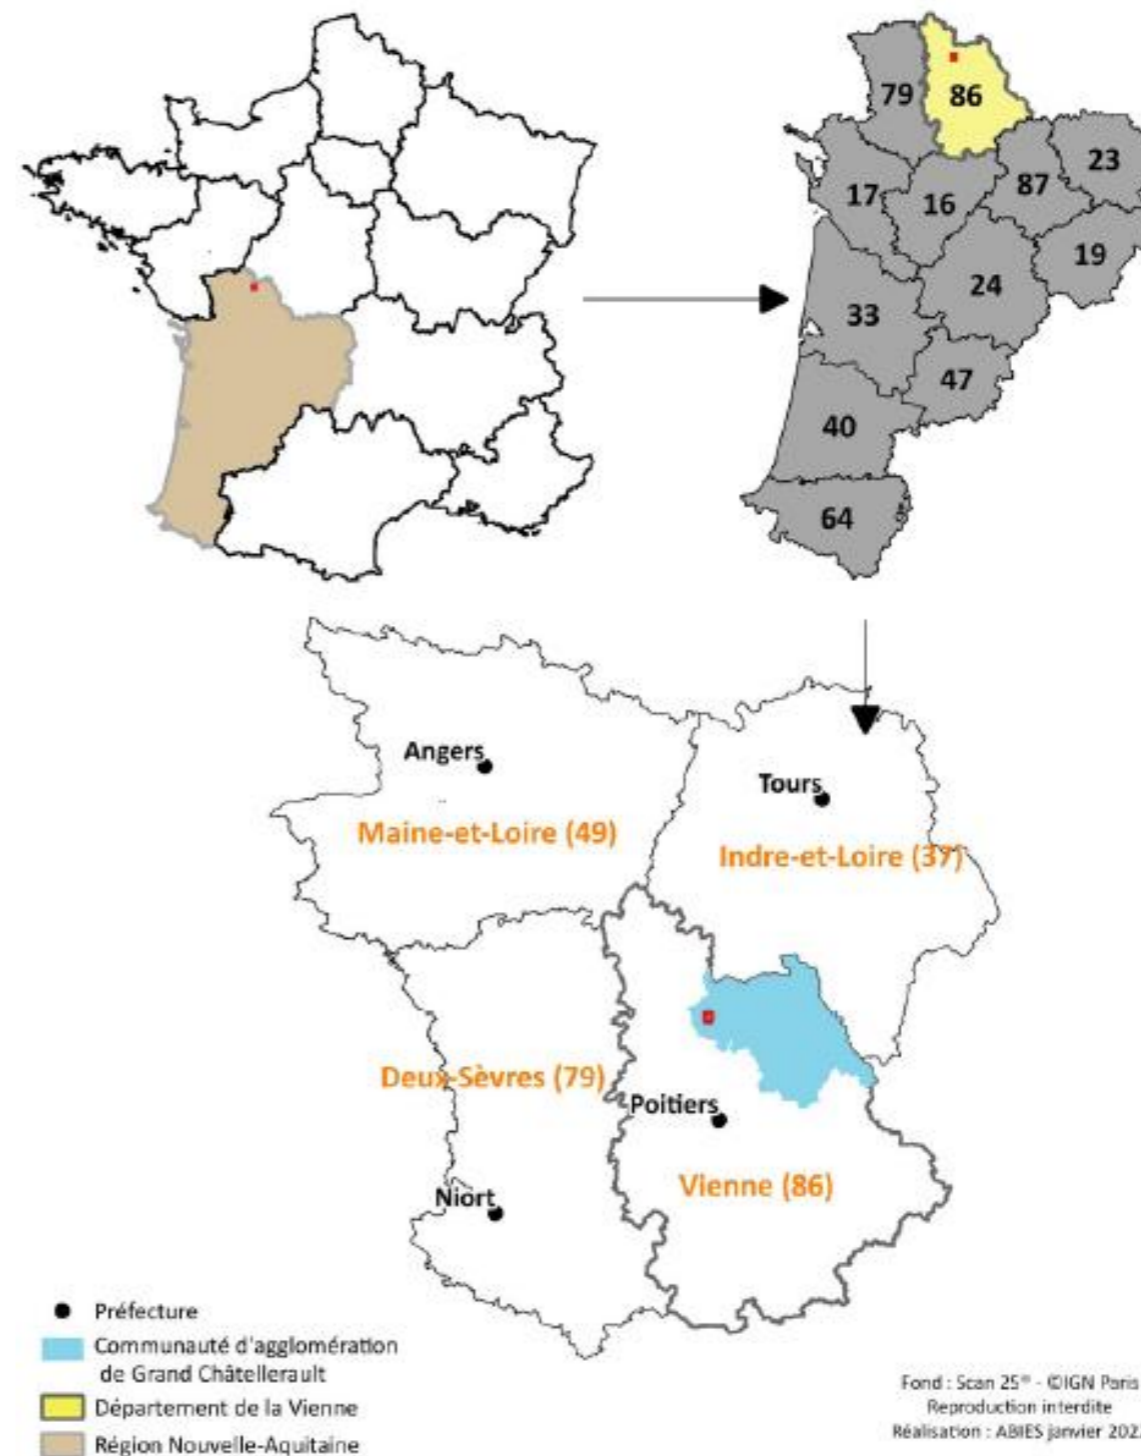 79
86
23
87
17
16
19
24
33
47
40
64
Angers
Tours
Maine-et-Loire (49)
Indre-et-Loire (37)
Deux-Sèvres (79)
Poitiers
Vienne (86)
Niort
Préfecture
Communauté d'agglomération
de Grand Châtellerault
Département de la Vienne
Région Nouvelle-Aquitaine
Fond : Scan 25® - ©IGN Paris
Reproduction interdite
Réalisation : ABIES janvier